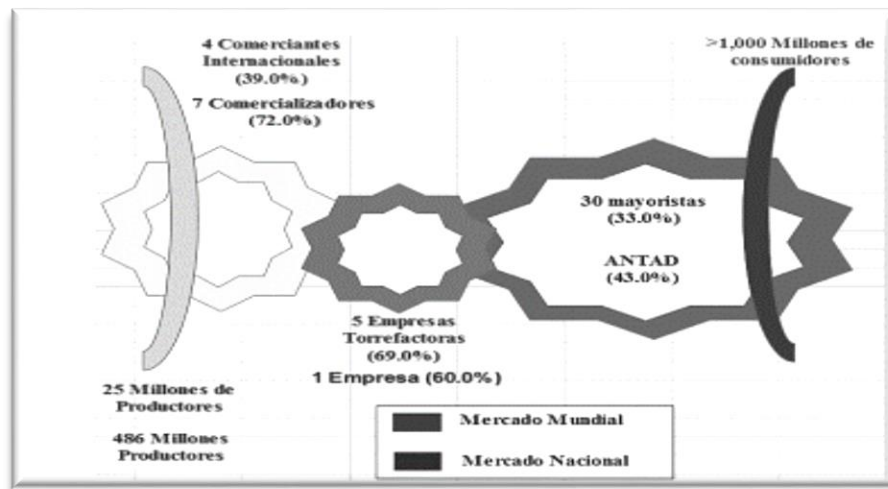 4 Comerciantes
Internacionales
(39.0%)
7 Comercializadores
(72.0%)
>1,000 Millones de
consumidores
30 mayoristas
(33.0%)
ANTAD
(43.0%)
5 Empresas
Torrefactoras
(69.0%)
1 Empresa (60.0%)
25 Millones de
Productores
486 Millones
Productores
Mercado Mundial
Mercado Nacional